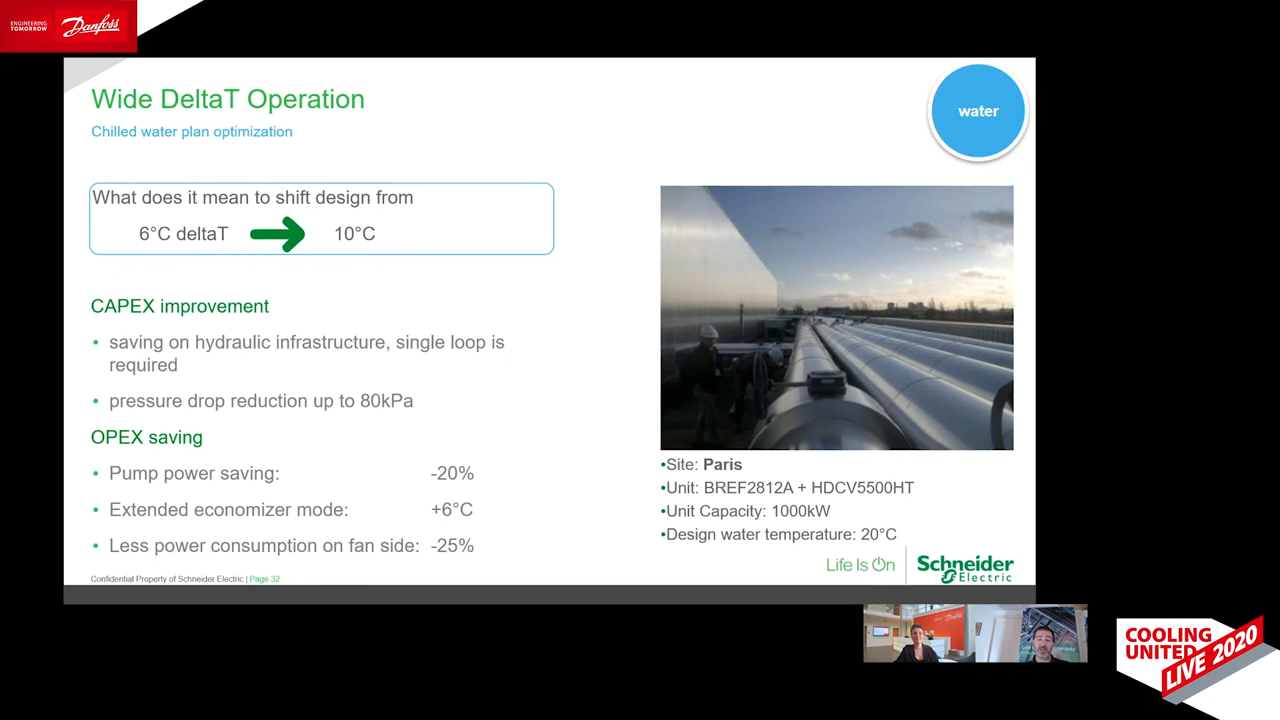 ENGINEERING
TOMORROW
Danfoss
Wide DeltaT Operation
Chilled water plan optimization
water
What does it mean to shift design from
6°C deltaT
10°C
CAPEX improvement
• saving on hydraulic infrastructure, single loop is
required
• pressure drop reduction up to 80kPa
OPEX saving
• Pump power saving: -20%
• Extended economizer mode: +6°C
• Less power consumption on fan side: -25%
•Site: Paris
•Unit: BREF2812A + HDCV5500HT
•Unit Capacity: 1000kW
•Design water temperature: 20°C
Confidential Property of Schneider Electric | Page 32
Life Is On
Schneider
Electric
Danfoss
COOLING
UNITED
LIVE 2020